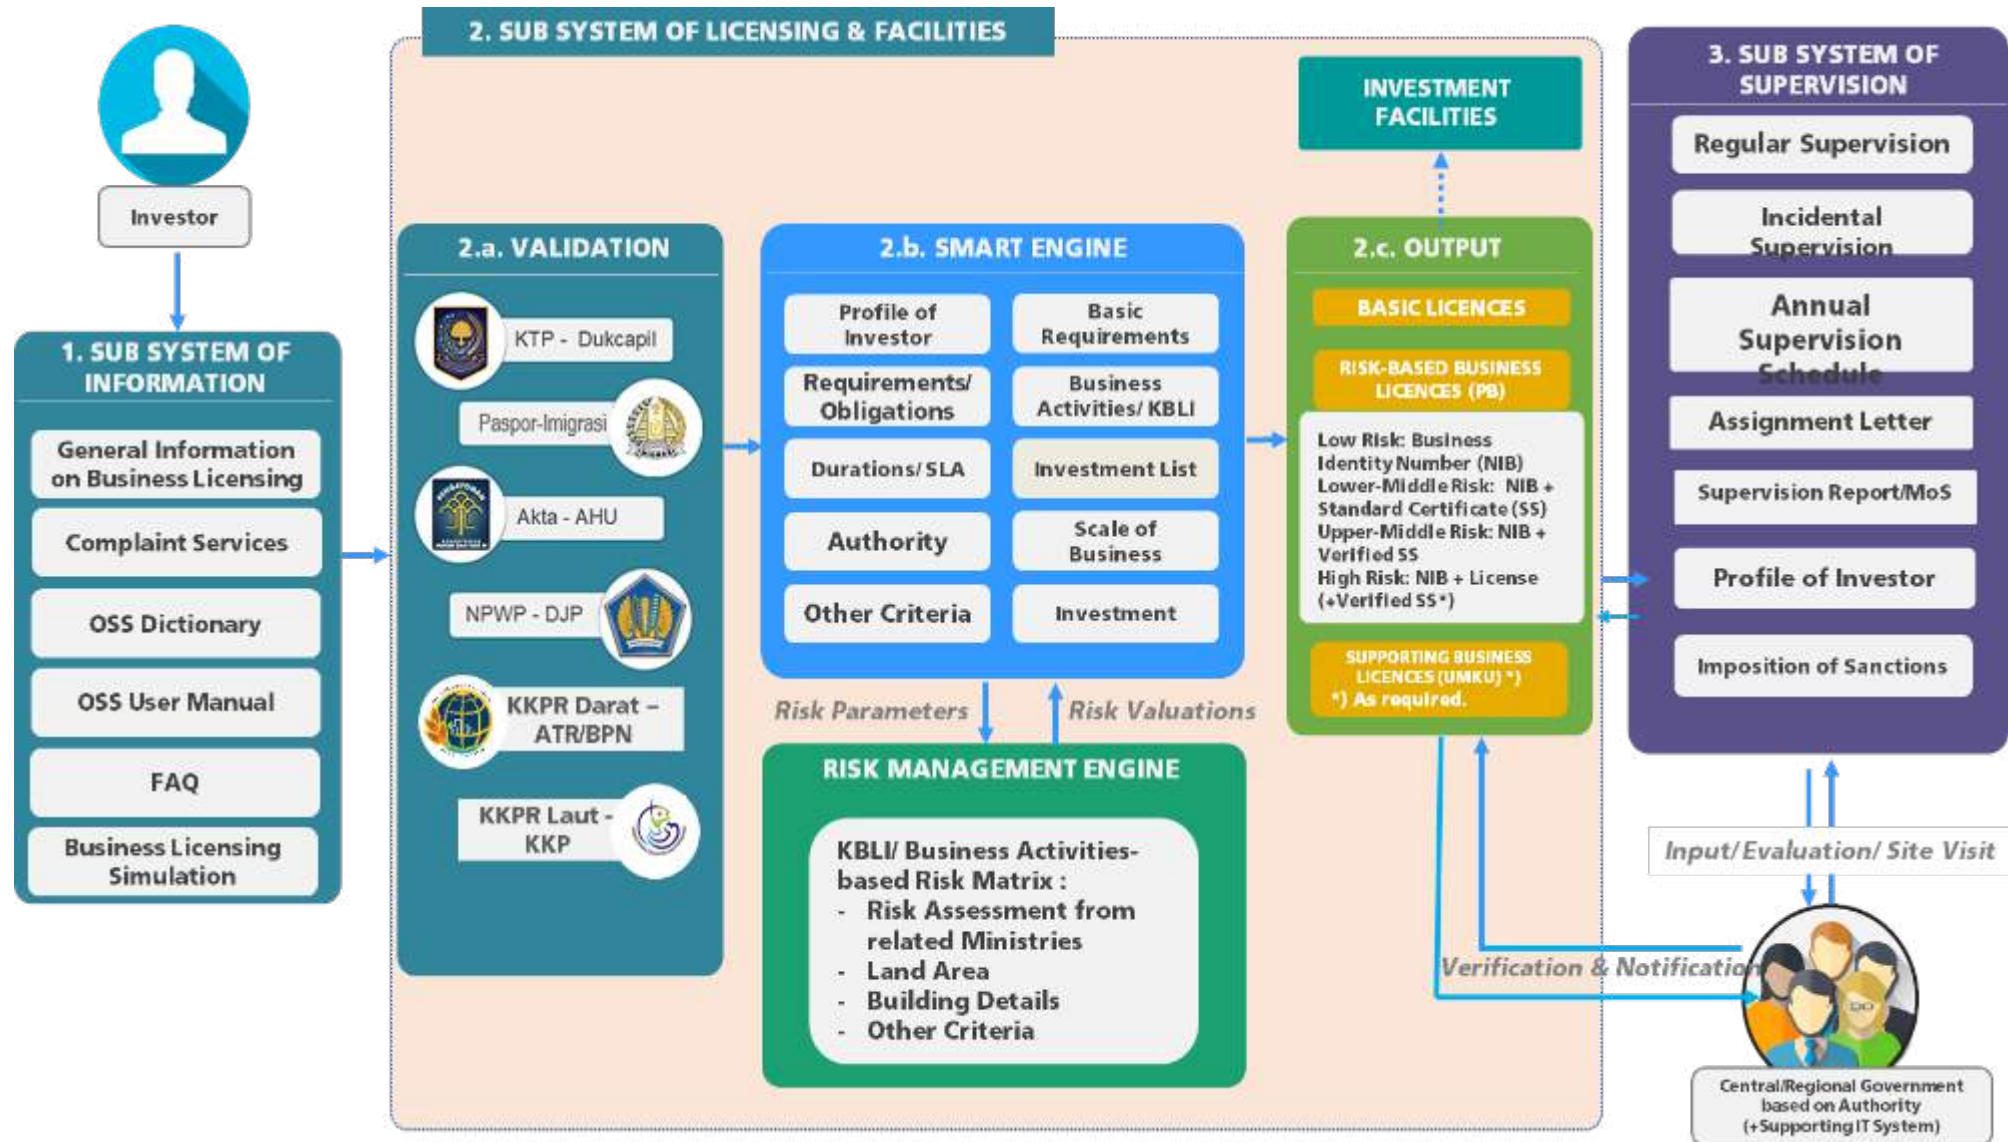 2. SUB SYSTEM OF LICENSING & FACILITIES
Investor
1. SUB SYSTEM OF
INFORMATION
General Information
on Business Licensing
Complaint Services
OSS Dictionary
OSS User Manual
FAQ
Business Licensing
Simulation
2.a. VALIDATION
KTP - Dukcapil
Paspor-Imigrasi
Akta - AHU
NPWP - DJP
KKPR Darat –
ATR/BPN
KKPR Laut -
KKP
2.b. SMART ENGINE
Profile of
Investor
Basic
Requirements
Requirements/
Obligations
Business
Activities/ KBLI
Durations/ SLA
Investment List
Authority
Scale of
Business
Other Criteria
Investment
Risk Parameters
Risk Valuations
RISK MANAGEMENT ENGINE
KBLI/ Business Activities-
based Risk Matrix :
- Risk Assessment from
related Ministries
- Land Area
- Building Details
- Other Criteria
INVESTMENT
FACILITIES
2.c. OUTPUT
BASIC LICENCES
RISK-BASED BUSINESS
LICENCES (PB)
Low Risk: Business
Identity Number (NIB)
Lower-Middle Risk: NIB +
Standard Certificate (SS)
Upper-Middle Risk: NIB +
Verified SS
High Risk: NIB + License
(+Verified SS*)
SUPPORTING BUSINESS
LICENCES (UMKU) *)
*) As required.
Verification & Notification
3. SUB SYSTEM OF
SUPERVISION
Regular Supervision
Incidental
Supervision
Annual
Supervision
Schedule
Assignment Letter
Supervision Report/MoS
Profile of Investor
Imposition of Sanctions
Input/ Evaluation/ Site Visit
Central/Regional Government
based on Authority
(+Supporting IT System)